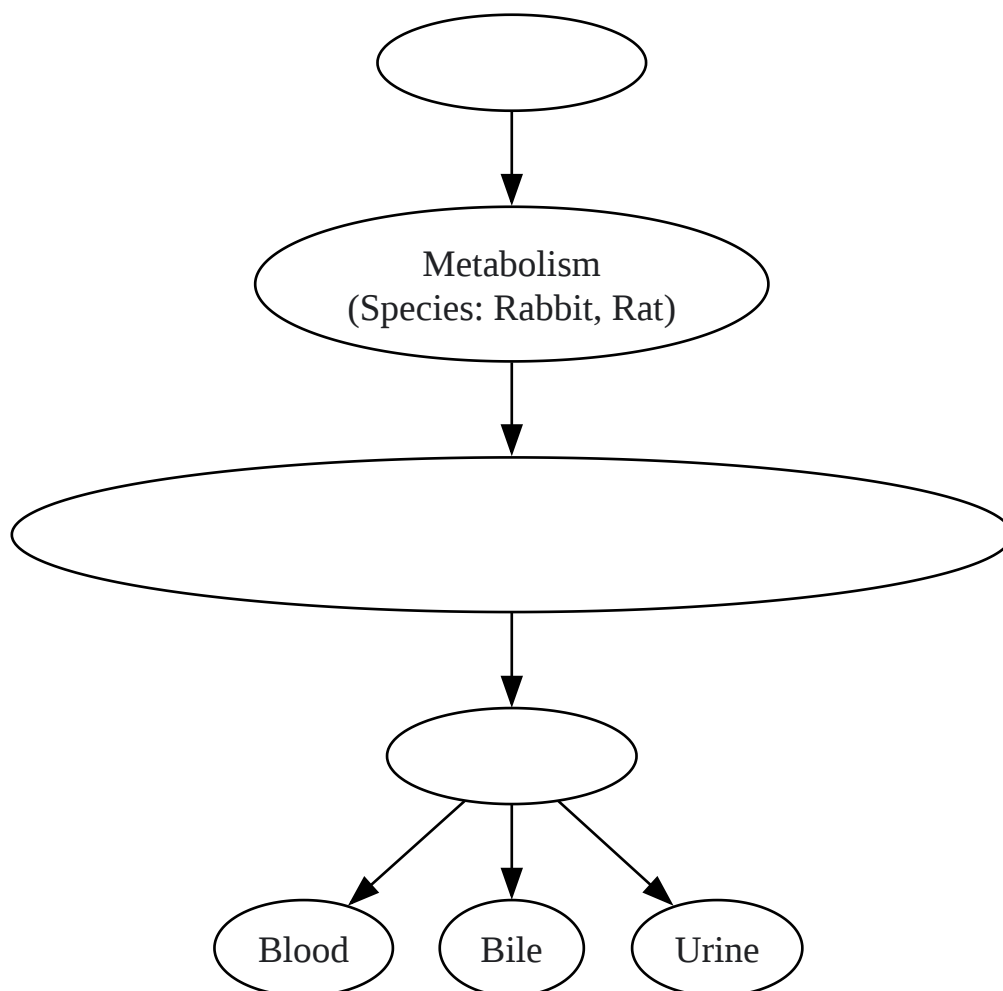 Metabolism
(Species: Rabbit, Rat)
Blood
Bile
Urine